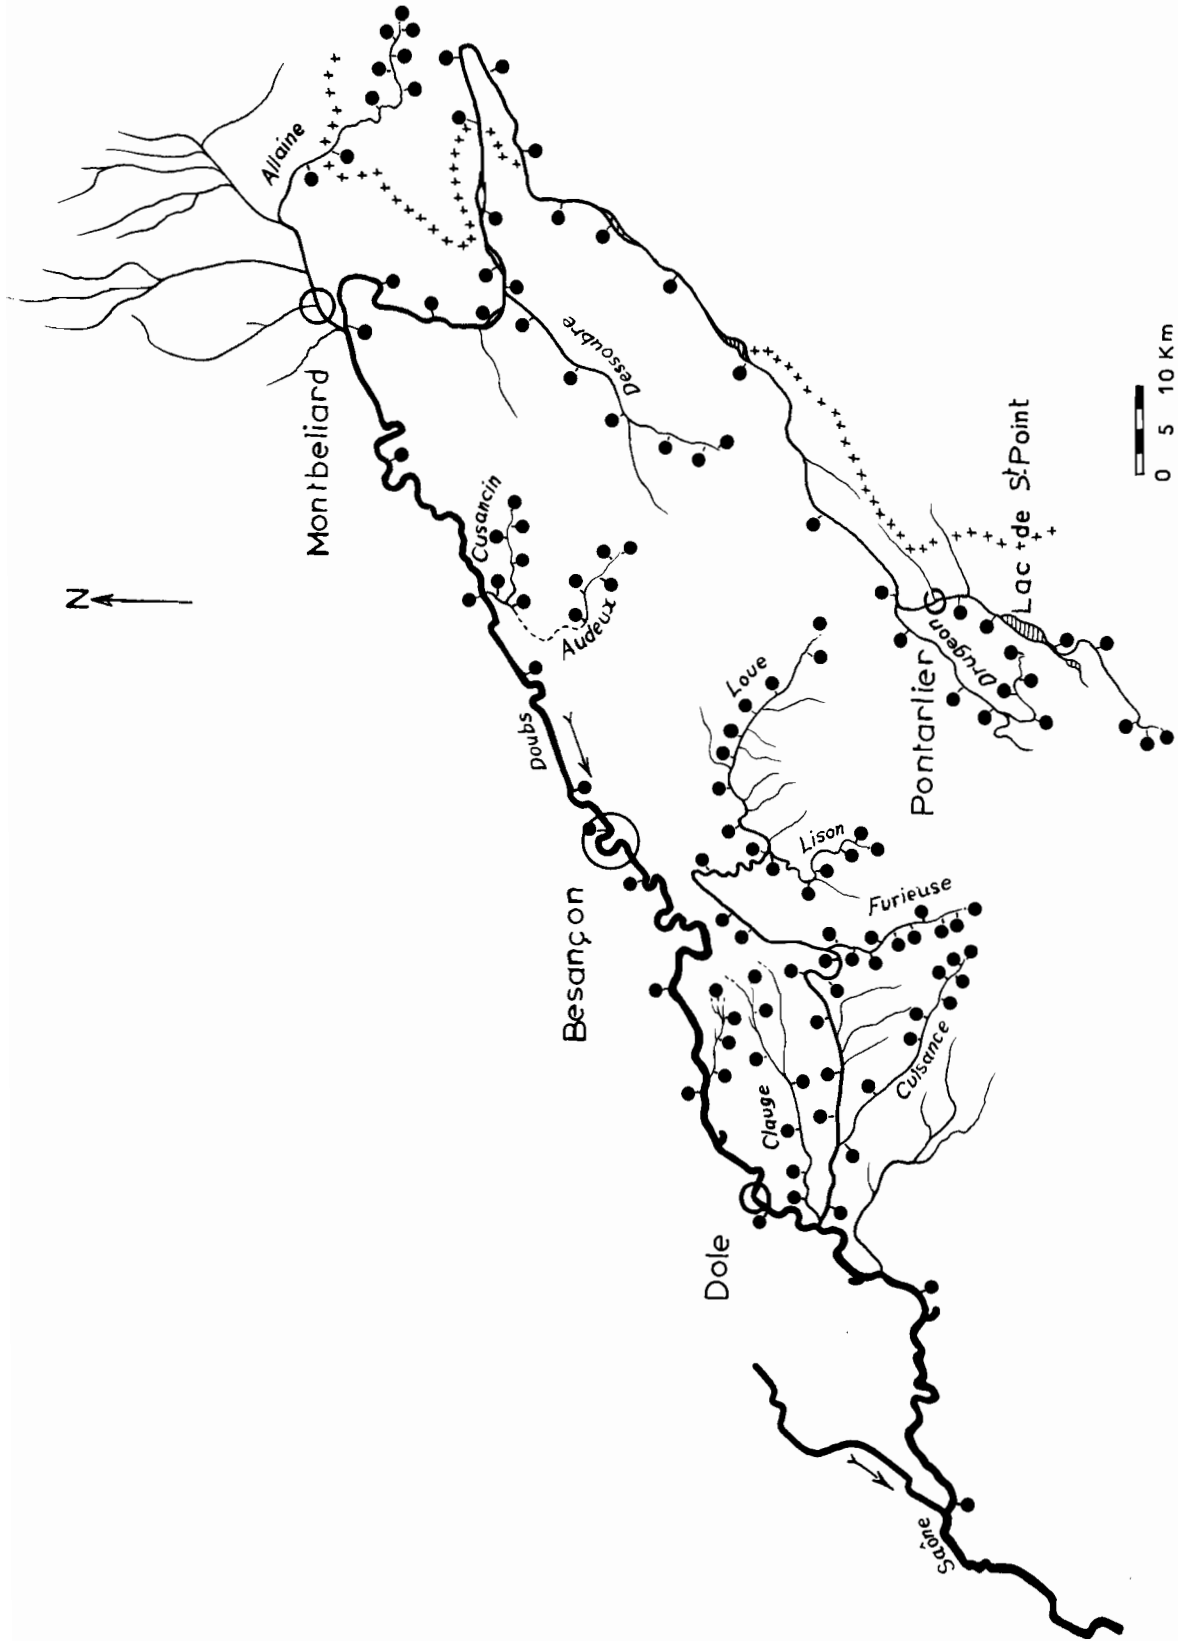 Allaine
Montbeliard
N
Dessoubre
Cusancin
Audeux
Doubs
0 5 10 Km
Lac de St Point
Drugeon
Pontarlier
Loue
Lison
Furieuse
Besançon
Clauge
Cuisance
Dole
Saône